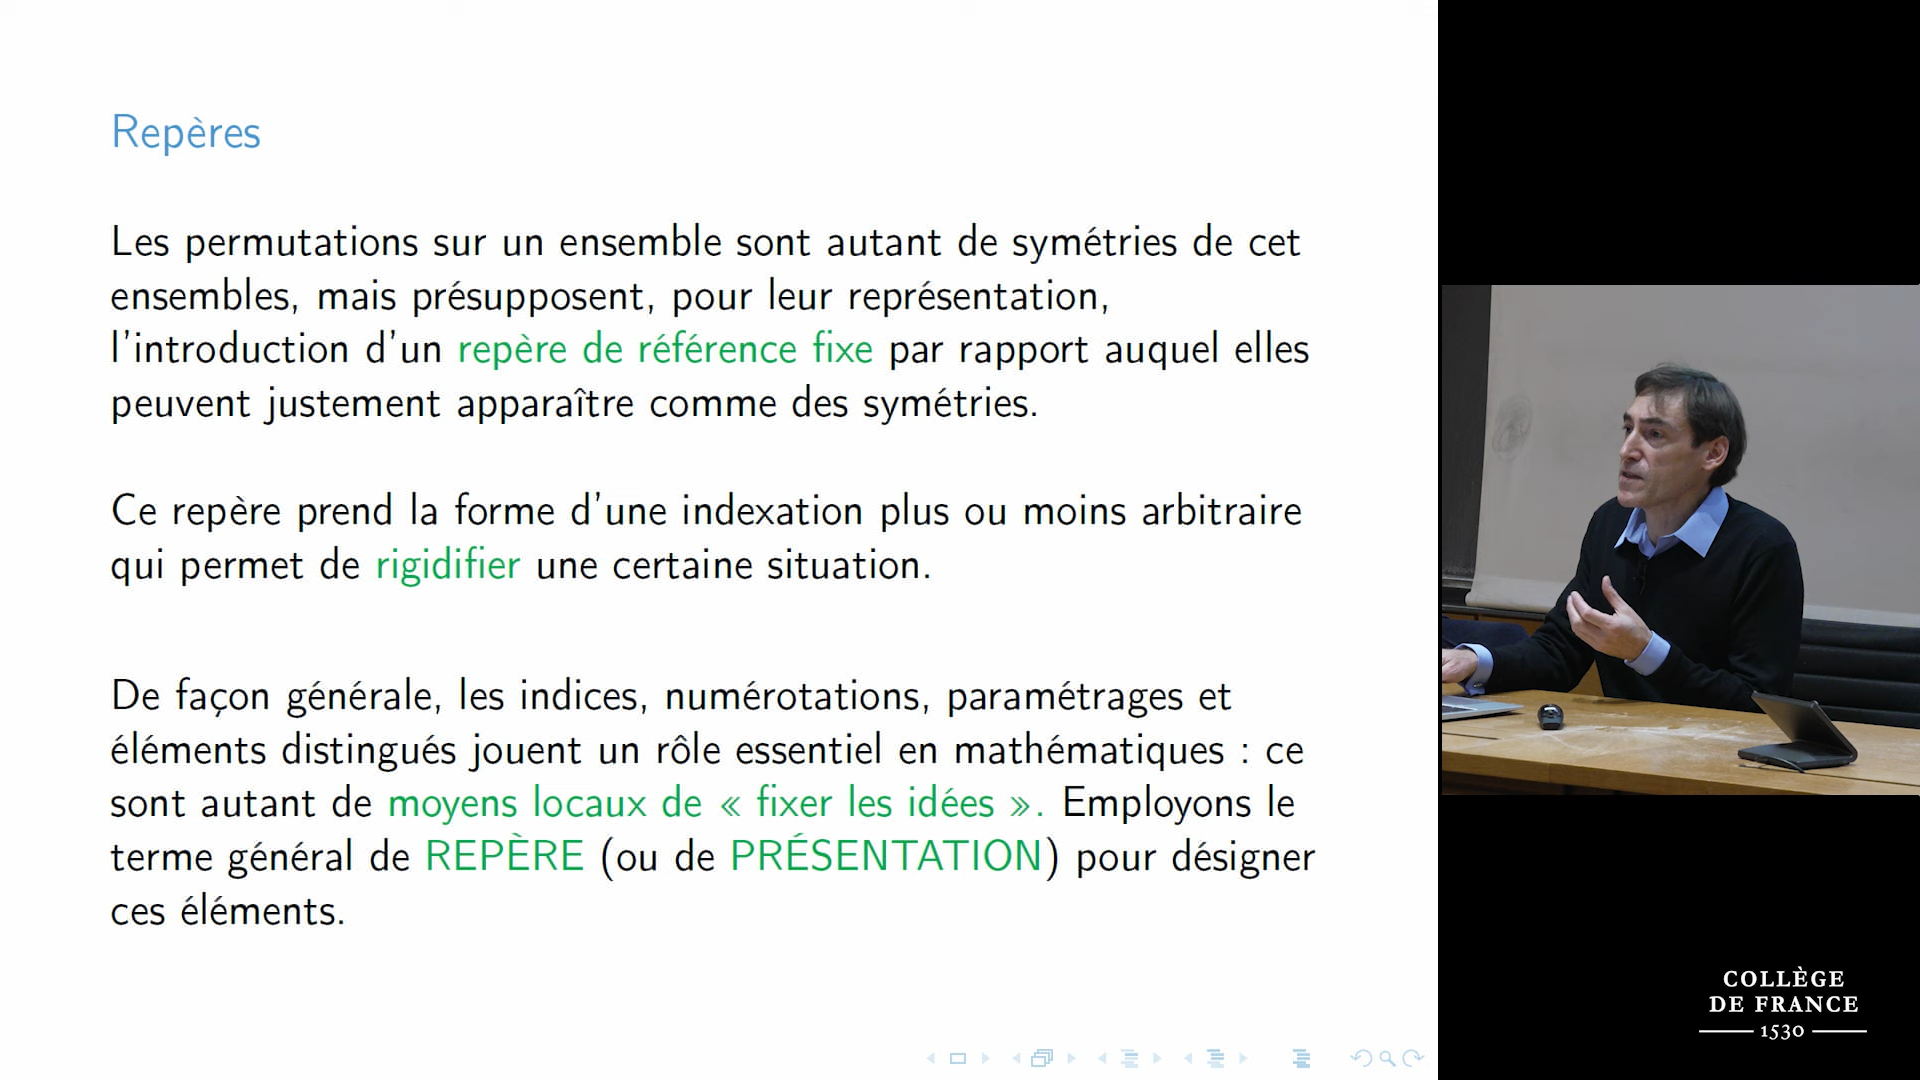 Repères
Les permutations sur un ensemble sont autant de symétries de cet
ensembles, mais présupposent, pour leur représentation,
l'introduction d'un repère de référence fixe par rapport auquel elles
peuvent justement apparaître comme des symétries.
Ce repère prend la forme d'une indexation plus ou moins arbitraire
qui permet de rigidifier une certaine situation.
De façon générale, les indices, numérotations, paramétrages et
éléments distingués jouent un rôle essentiel en mathématiques : ce
sont autant de moyens locaux de « fixer les idées ». Employons le
terme général de REPÈRE (ou de PRÉSENTATION) pour désigner
ces éléments.
COLLÈGE
DE FRANCE
1530